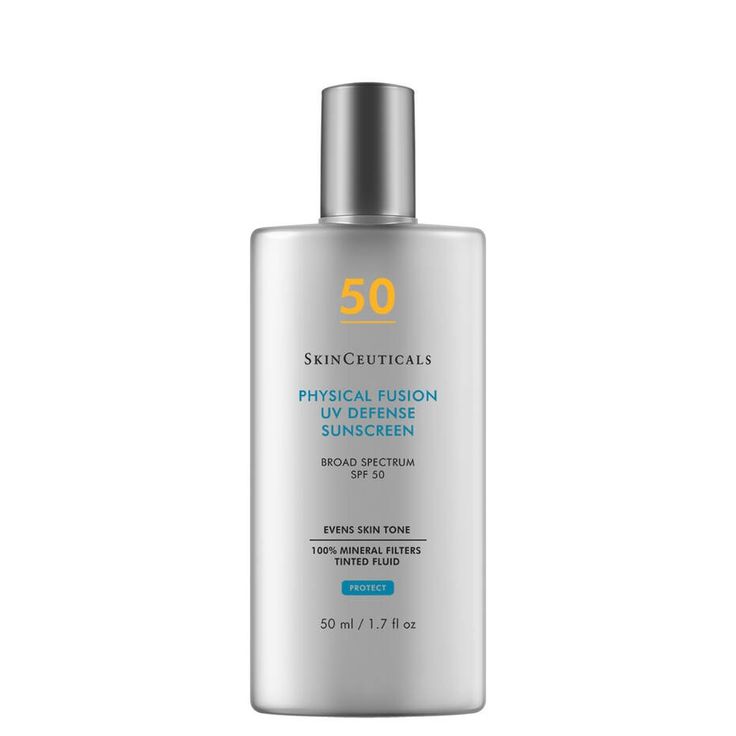 50
SKINCEUTICALS
PHYSICAL FUSION
UV DEFENSE
SUNSCREEN
BROAD SPECTRUM
SPF 50
EVENS SKIN TONE
100% MINERAL FILTERS
TINTED FLUID
PROTECT
50 ml / 1.7 fl oz